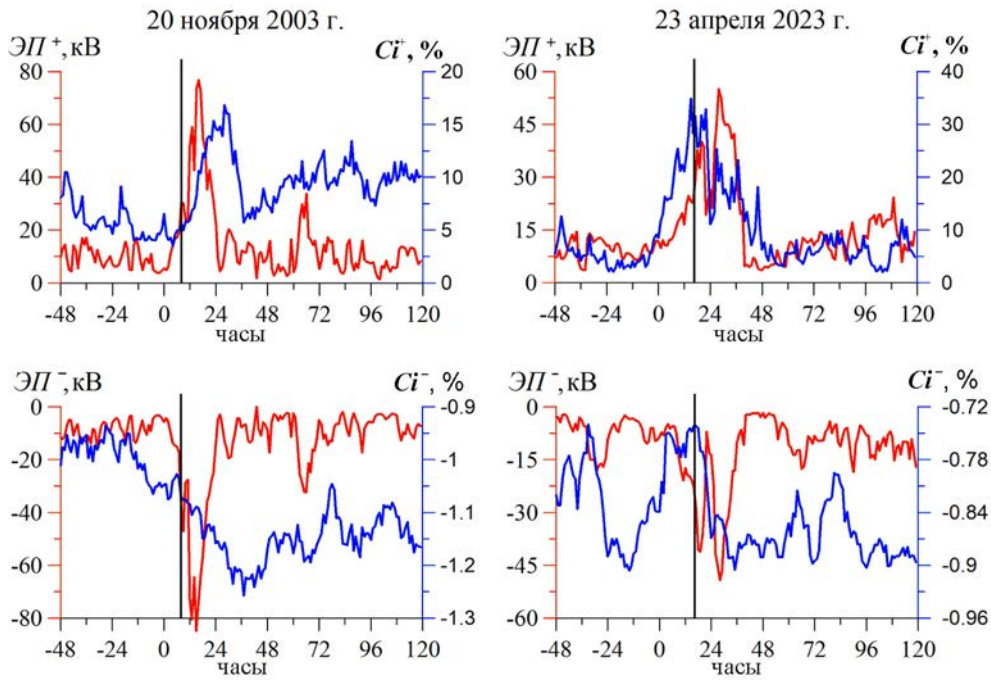 20 ноября 2003 г. 23 апреля 2023 г.
ЭП⁺,кВ Ci⁺, % ЭП⁺,кВ Ci⁺, %
80 20 60 40
60 15 45 30
40 10 30 20
20 5 15 10
0 0 0 0
-48 -24 0 24 48 72 96 120 -48 -24 0 24 48 72 96 120
часы часы
ЭП⁻,кВ Ci⁻, % ЭП⁻,кВ Ci⁻, %
0 -0.9 0 -0.72
-20 -1 -15 -0.78
-40 -1.1 -30 -0.84
-60 -1.2 -45 -0.9
-80 -1.3 -60 -0.96
-48 -24 0 24 48 72 96 120 -48 -24 0 24 48 72 96 120
часы часы